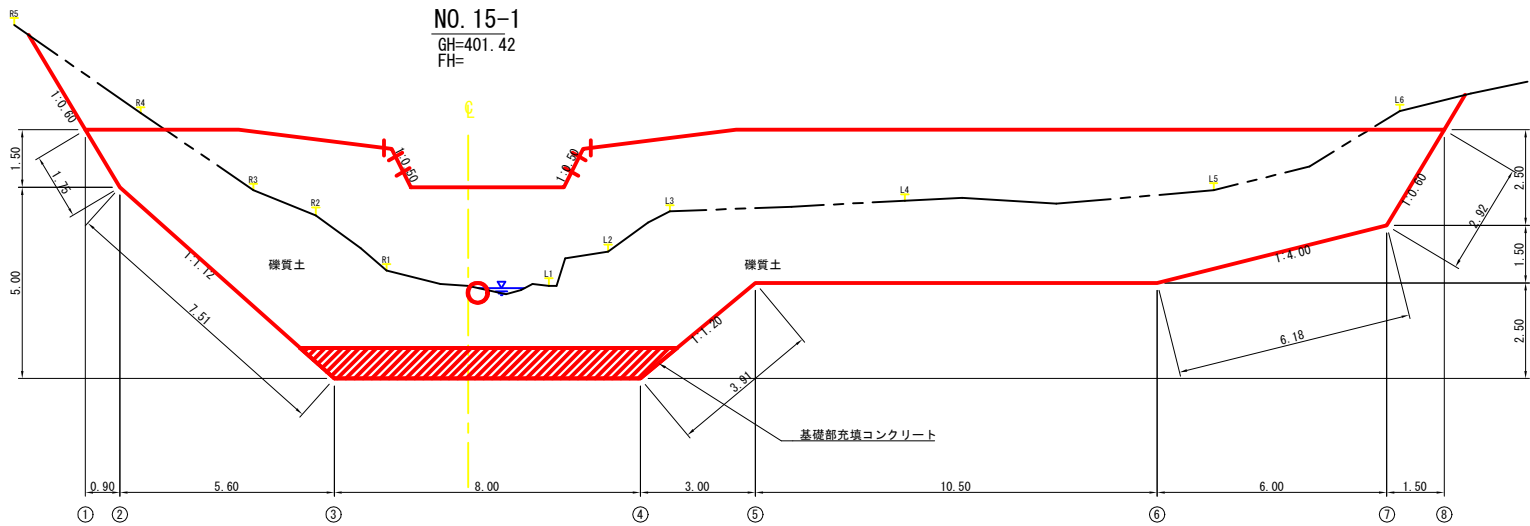 NO. 15-1
GH=401. 42
FH=
R5
R4
R3
R2
R1
L1
L2
L3
L4
L5
L6
℄
1:0. 60
1:0. 50
1:0. 50
1:0. 60
1. 50
1. 75
5. 00
1:1. 12
7. 51
礫質土
礫質土
1:1. 20
3. 91
1:4. 00
6. 18
2. 92
2. 50
1. 50
2. 50
基礎部充填コンクリート
0. 90
5. 60
8. 00
3. 00
10. 50
6. 00
1. 50
① ② ③ ④ ⑤ ⑥ ⑦ ⑧